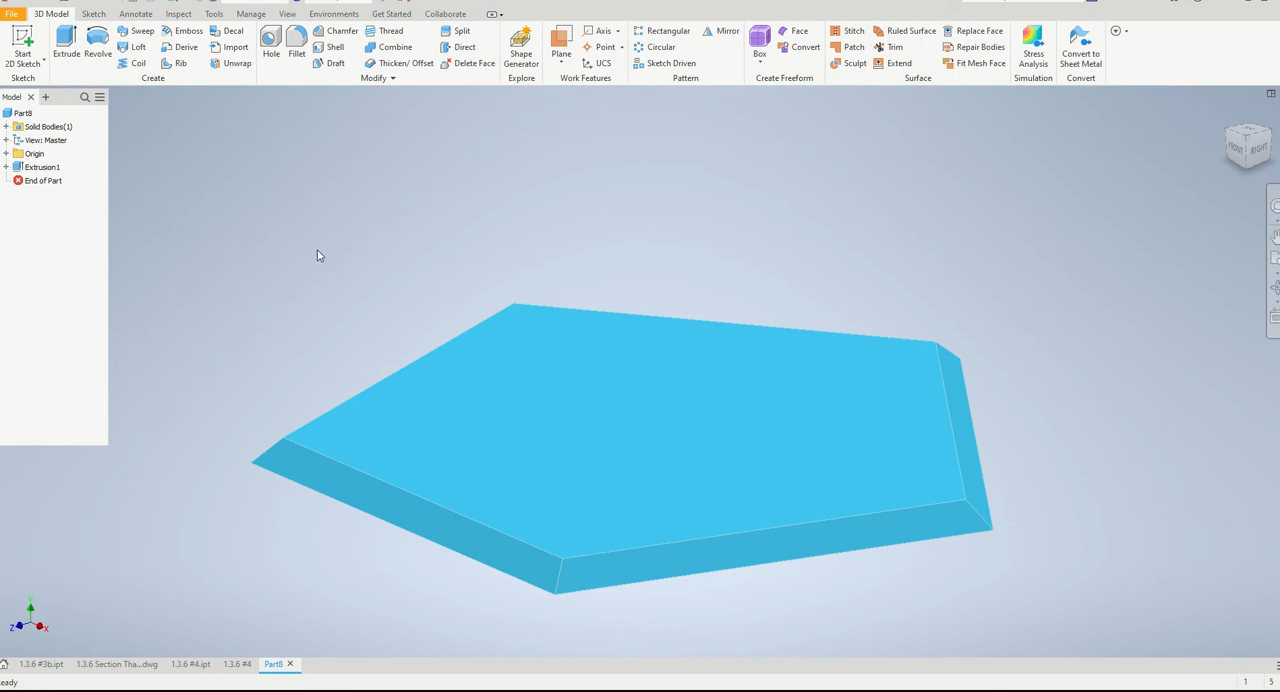 File 3D Model Sketch Annotate Inspect Tools Manage View Environments Get Started Collaborate
Start
2D Sketch
Sketch
Extrude
Revolve
Sweep
Loft
Coil
Emboss
Derive
Rib
Decal
Import
Unwrap
Create
Hole
Fillet
Chamfer
Shell
Draft
Thread
Combine
Thicken/ Offset
Split
Direct
Delete Face
Modify
Shape
Generator
Explore
Plane
Axis
Point
UCS
Work Features
Rectangular
Circular
Sketch Driven
Mirror
Pattern
Box
Face
Convert
Create Freeform
Stitch
Patch
Sculpt
Ruled Surface
Trim
Extend
Replace Face
Repair Bodies
Fit Mesh Face
Surface
Stress
Analysis
Simulation
Convert to
Sheet Metal
Convert
Model
Part8
Solid Bodies(1)
View: Master
Origin
Extrusion1
End of Part
FRONT RIGHT
Y
Z X
1.3.6 #3b.ipt 1.3.6 Section Tha...dwg 1.3.6 #4.ipt 1.3.6 #4 Part8
eady 1 5